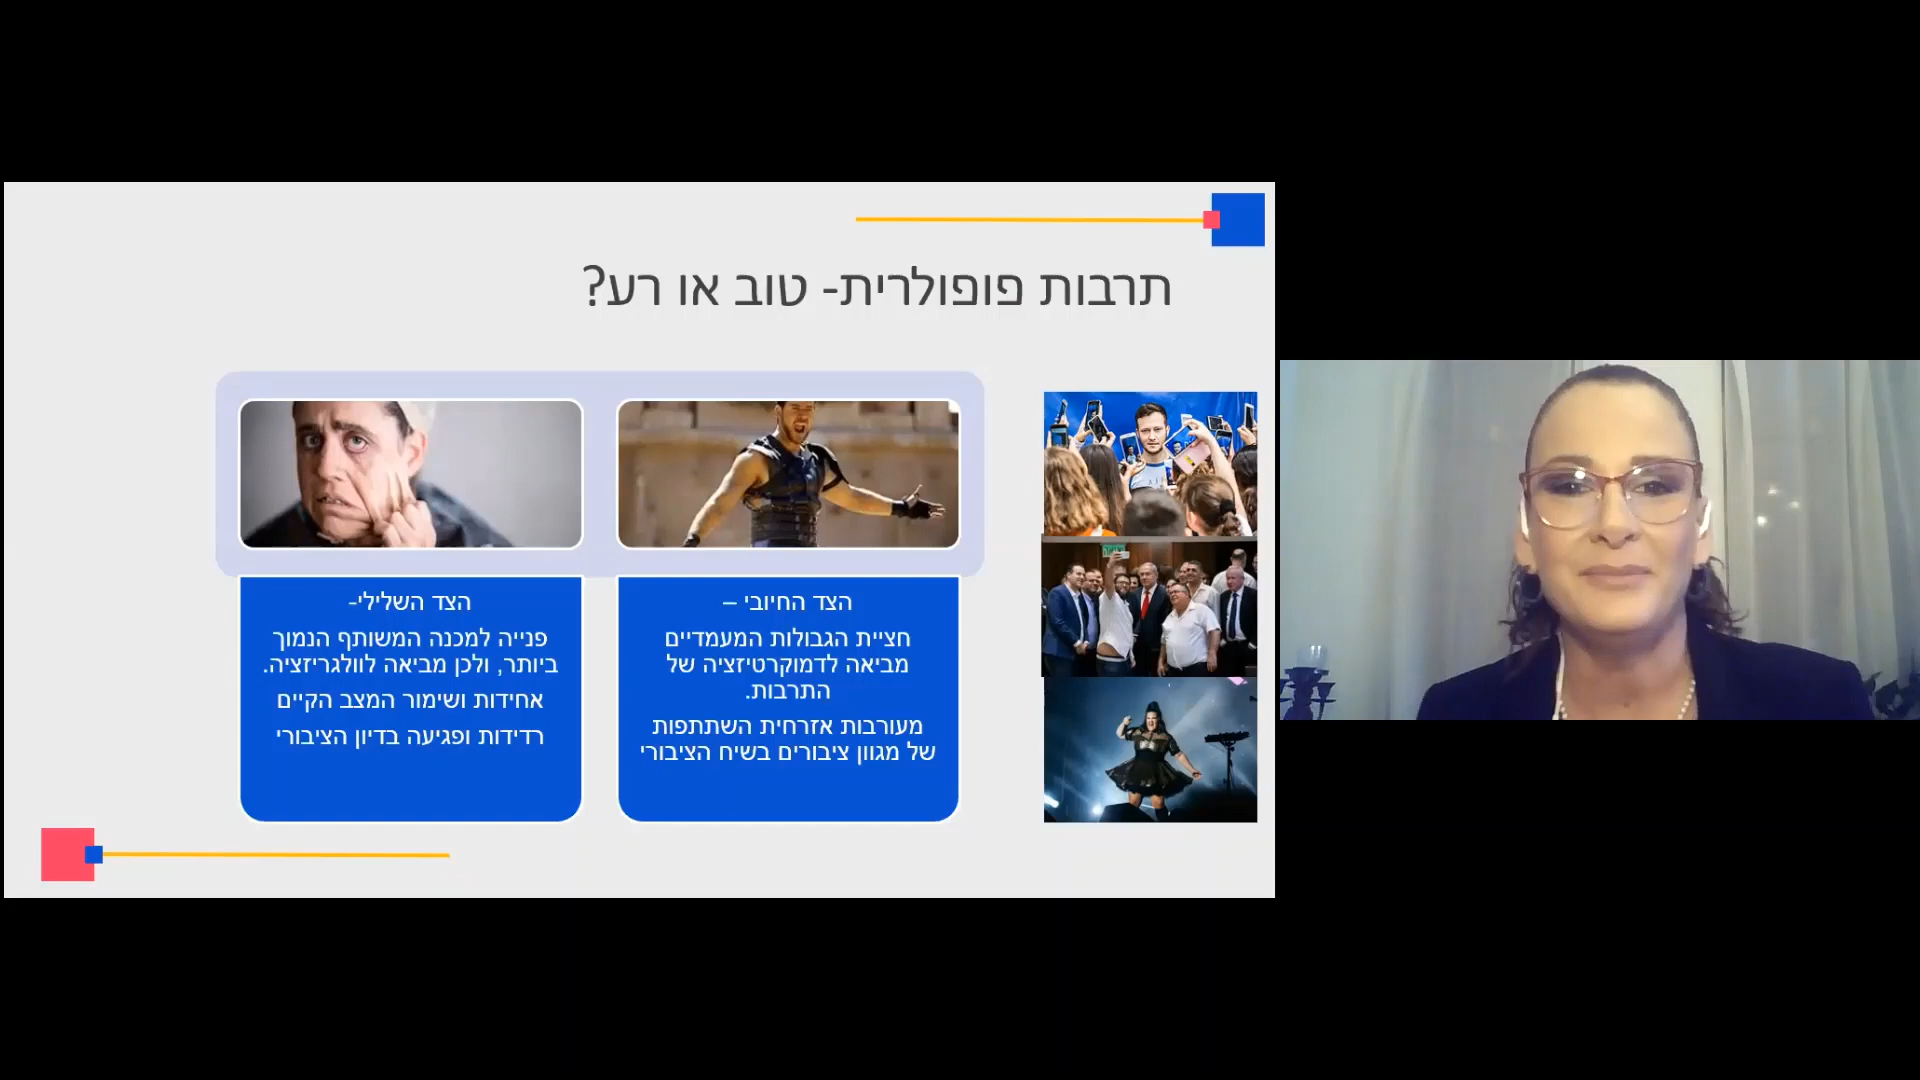 תרבות פופולרית- טוב או רע?
הצד החיובי –
חציית הגבולות המעמדיים
מביאה לדמוקרטיזציה של
התרבות.
מעורבות אזרחית השתתפות
של מגוון ציבורים בשיח הציבורי
הצד השלילי-
פנייה למכנה המשותף הנמוך
ביותר, ולכן מביאה לוולגריזציה.
אחידות ושימור המצב הקיים
רדידות ופגיעה בדיון הציבורי